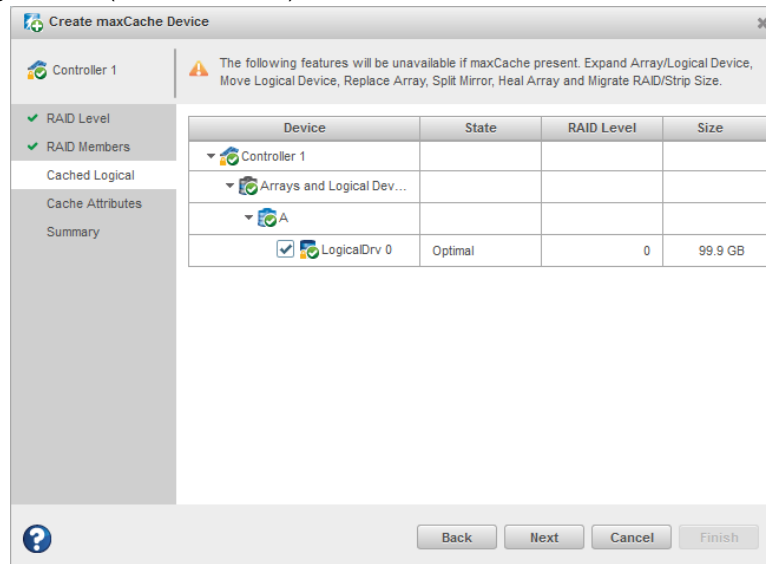 Create maxCache Device
Controller 1
The following features will be unavailable if maxCache present. Expand Array/Logical Device,
Move Logical Device, Replace Array, Split Mirror, Heal Array and Migrate RAID/Strip Size.
RAID Level
RAID Members
Cached Logical
Cache Attributes
Summary
Device State RAID Level Size
Controller 1
Arrays and Logical Dev...
A
LogicalDrv 0 Optimal 0 99.9 GB
Back Next Cancel Finish